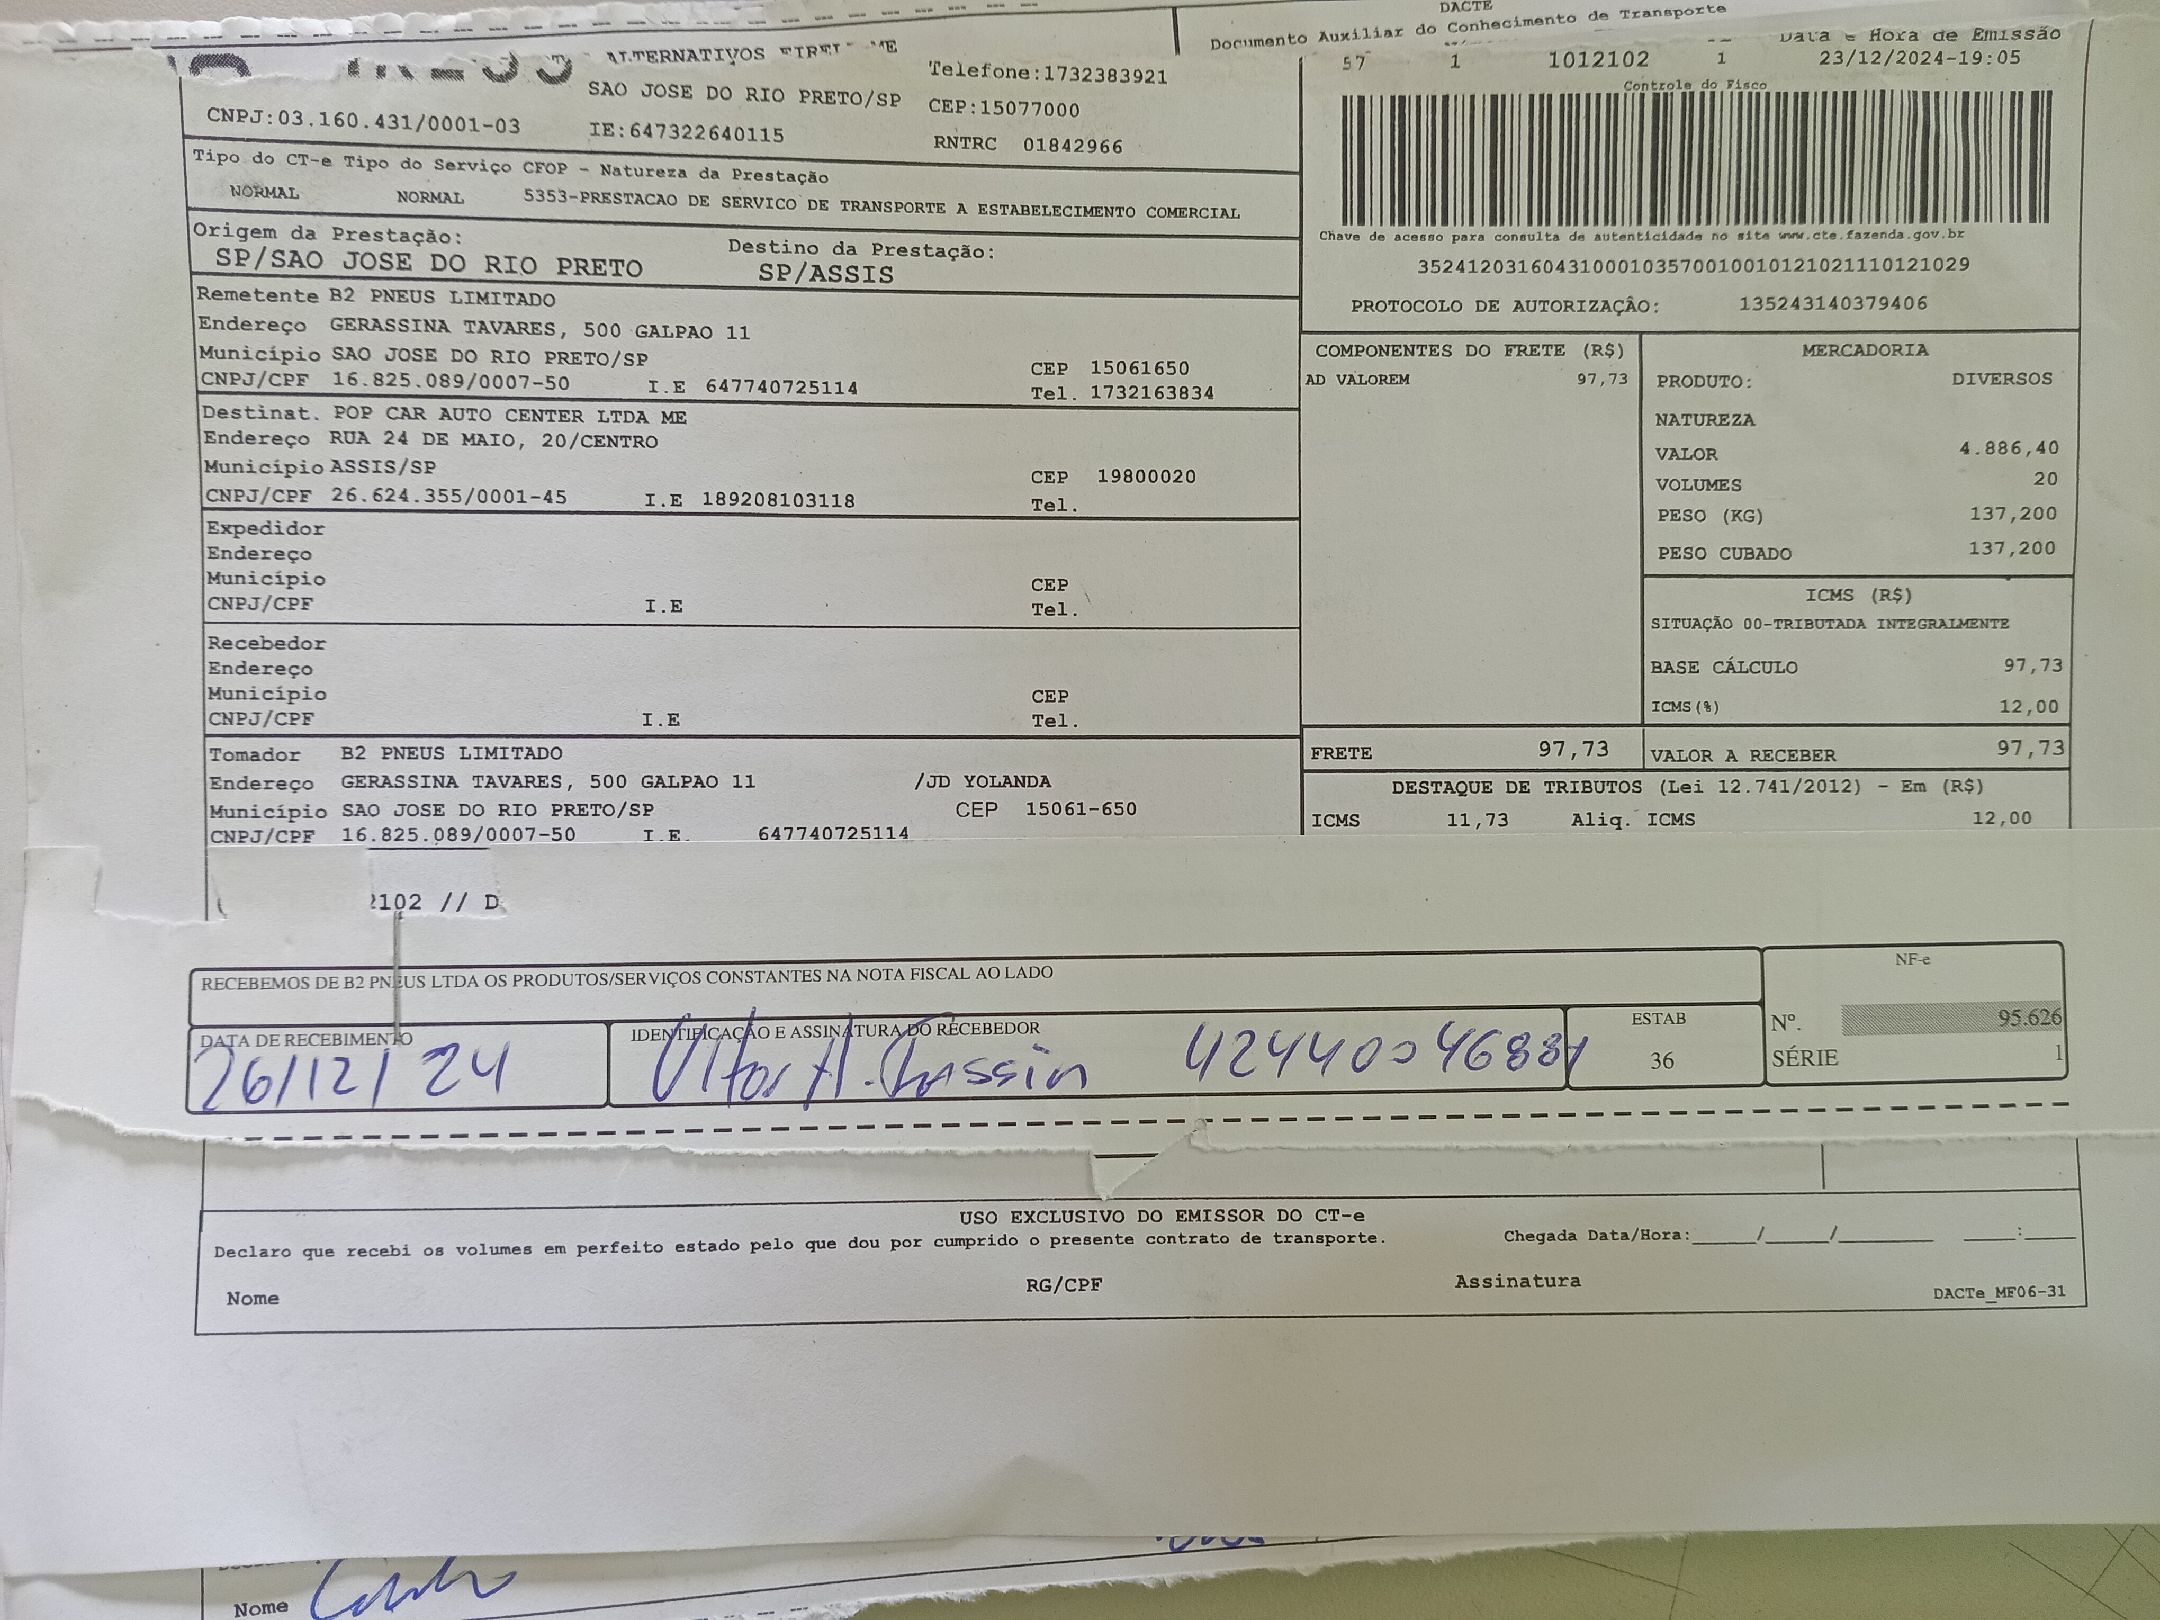 DACTE
Documento Auxiliar do Conhecimento de Transporte
ALTERNATIVOS EIRELI ME
Telefone:1732383921
57 1 1012102 1
Data e Hora de Emissão
23/12/2024-19:05
SAO JOSE DO RIO PRETO/SP CEP:15077000
CNPJ:03.160.431/0001-03 IE:647322640115 RNTRC 01842966
Controle do Fisco
Tipo do CT-e Tipo do Serviço CFOP - Natureza da Prestação
NORMAL NORMAL 5353-PRESTACAO DE SERVICO DE TRANSPORTE A ESTABELECIMENTO COMERCIAL
Chave de acesso para consulta de autenticidade no site www.cte.fazenda.gov.br
35241203160431000103570010010121021110121029
PROTOCOLO DE AUTORIZAÇÂO: 135243140379406
Origem da Prestação: Destino da Prestação:
SP/SAO JOSE DO RIO PRETO SP/ASSIS
Remetente B2 PNEUS LIMITADO
Endereço GERASSINA TAVARES, 500 GALPAO 11
Município SAO JOSE DO RIO PRETO/SP CEP 15061650
CNPJ/CPF 16.825.089/0007-50 I.E 647740725114 Tel. 1732163834
Destinat. POP CAR AUTO CENTER LTDA ME
Endereço RUA 24 DE MAIO, 20/CENTRO
Município ASSIS/SP CEP 19800020
CNPJ/CPF 26.624.355/0001-45 I.E 189208103118 Tel.
Expedidor
Endereço
Município CEP
CNPJ/CPF I.E Tel.
Recebedor
Endereço
Município CEP
CNPJ/CPF I.E Tel.
Tomador B2 PNEUS LIMITADO
Endereço GERASSINA TAVARES, 500 GALPAO 11 /JD YOLANDA
Município SAO JOSE DO RIO PRETO/SP CEP 15061-650
CNPJ/CPF 16.825.089/0007-50 I.E. 647740725114
COMPONENTES DO FRETE (R$)
AD VALOREM 97,73
MERCADORIA
PRODUTO: DIVERSOS
NATUREZA
VALOR 4.886,40
VOLUMES 20
PESO (KG) 137,200
PESO CUBADO 137,200
ICMS (R$)
SITUAÇÃO 00-TRIBUTADA INTEGRALMENTE
BASE CÁLCULO 97,73
ICMS(%) 12,00
FRETE 97,73 VALOR A RECEBER 97,73
DESTAQUE DE TRIBUTOS (Lei 12.741/2012) - Em (R$)
ICMS 11,73 Aliq. ICMS 12,00
2102 // D
RECEBEMOS DE B2 PNEUS LTDA OS PRODUTOS/SERVIÇOS CONSTANTES NA NOTA FISCAL AO LADO
NF-e
Nº. 95.626
SÉRIE 1
DATA DE RECEBIMENTO IDENTIFICAÇÃO E ASSINATURA DO RECEBEDOR ESTAB
26/12/24 42440046881 36
USO EXCLUSIVO DO EMISSOR DO CT-e
Declaro que recebi os volumes em perfeito estado pelo que dou por cumprido o presente contrato de transporte. Chegada Data/Hora:_____/_____/________ ____:____
Nome RG/CPF Assinatura
DACTe_MF06-31
Nome